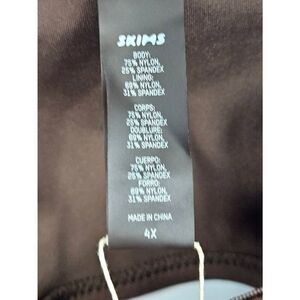 SKIMS
BODY:
75% NYLON,
25% SPANDEX
LINING:
69% NYLON,
31% SPANDEX
CORPS:
75% NYLON,
25% SPANDEX
DOUBLURE:
69% NYLON,
31% SPANDEX
CUERPO:
75% NYLON,
25% SPANDEX
FORRO:
69% NYLON,
31% SPANDEX
MADE IN CHINA
4X